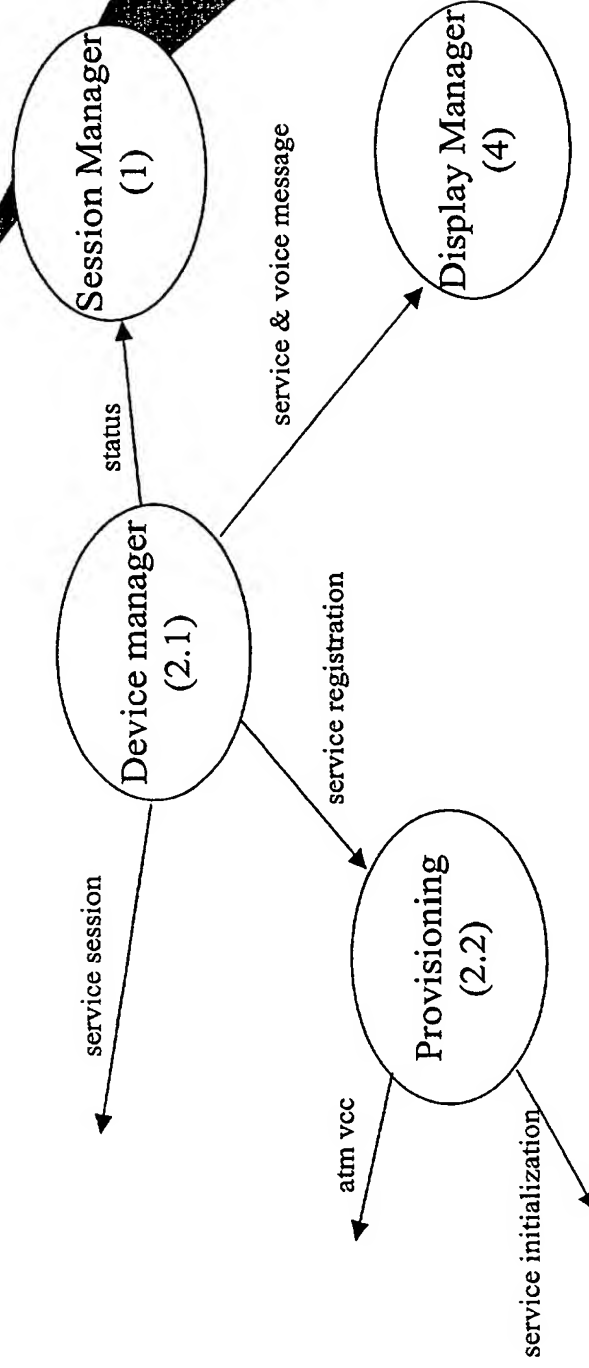 service session
Device manager
(2.1)
status
Session Manager
(1)
service & voice message
Display Manager
(4)
service registration
Provisioning
(2.2)
atm vcc
service initialization